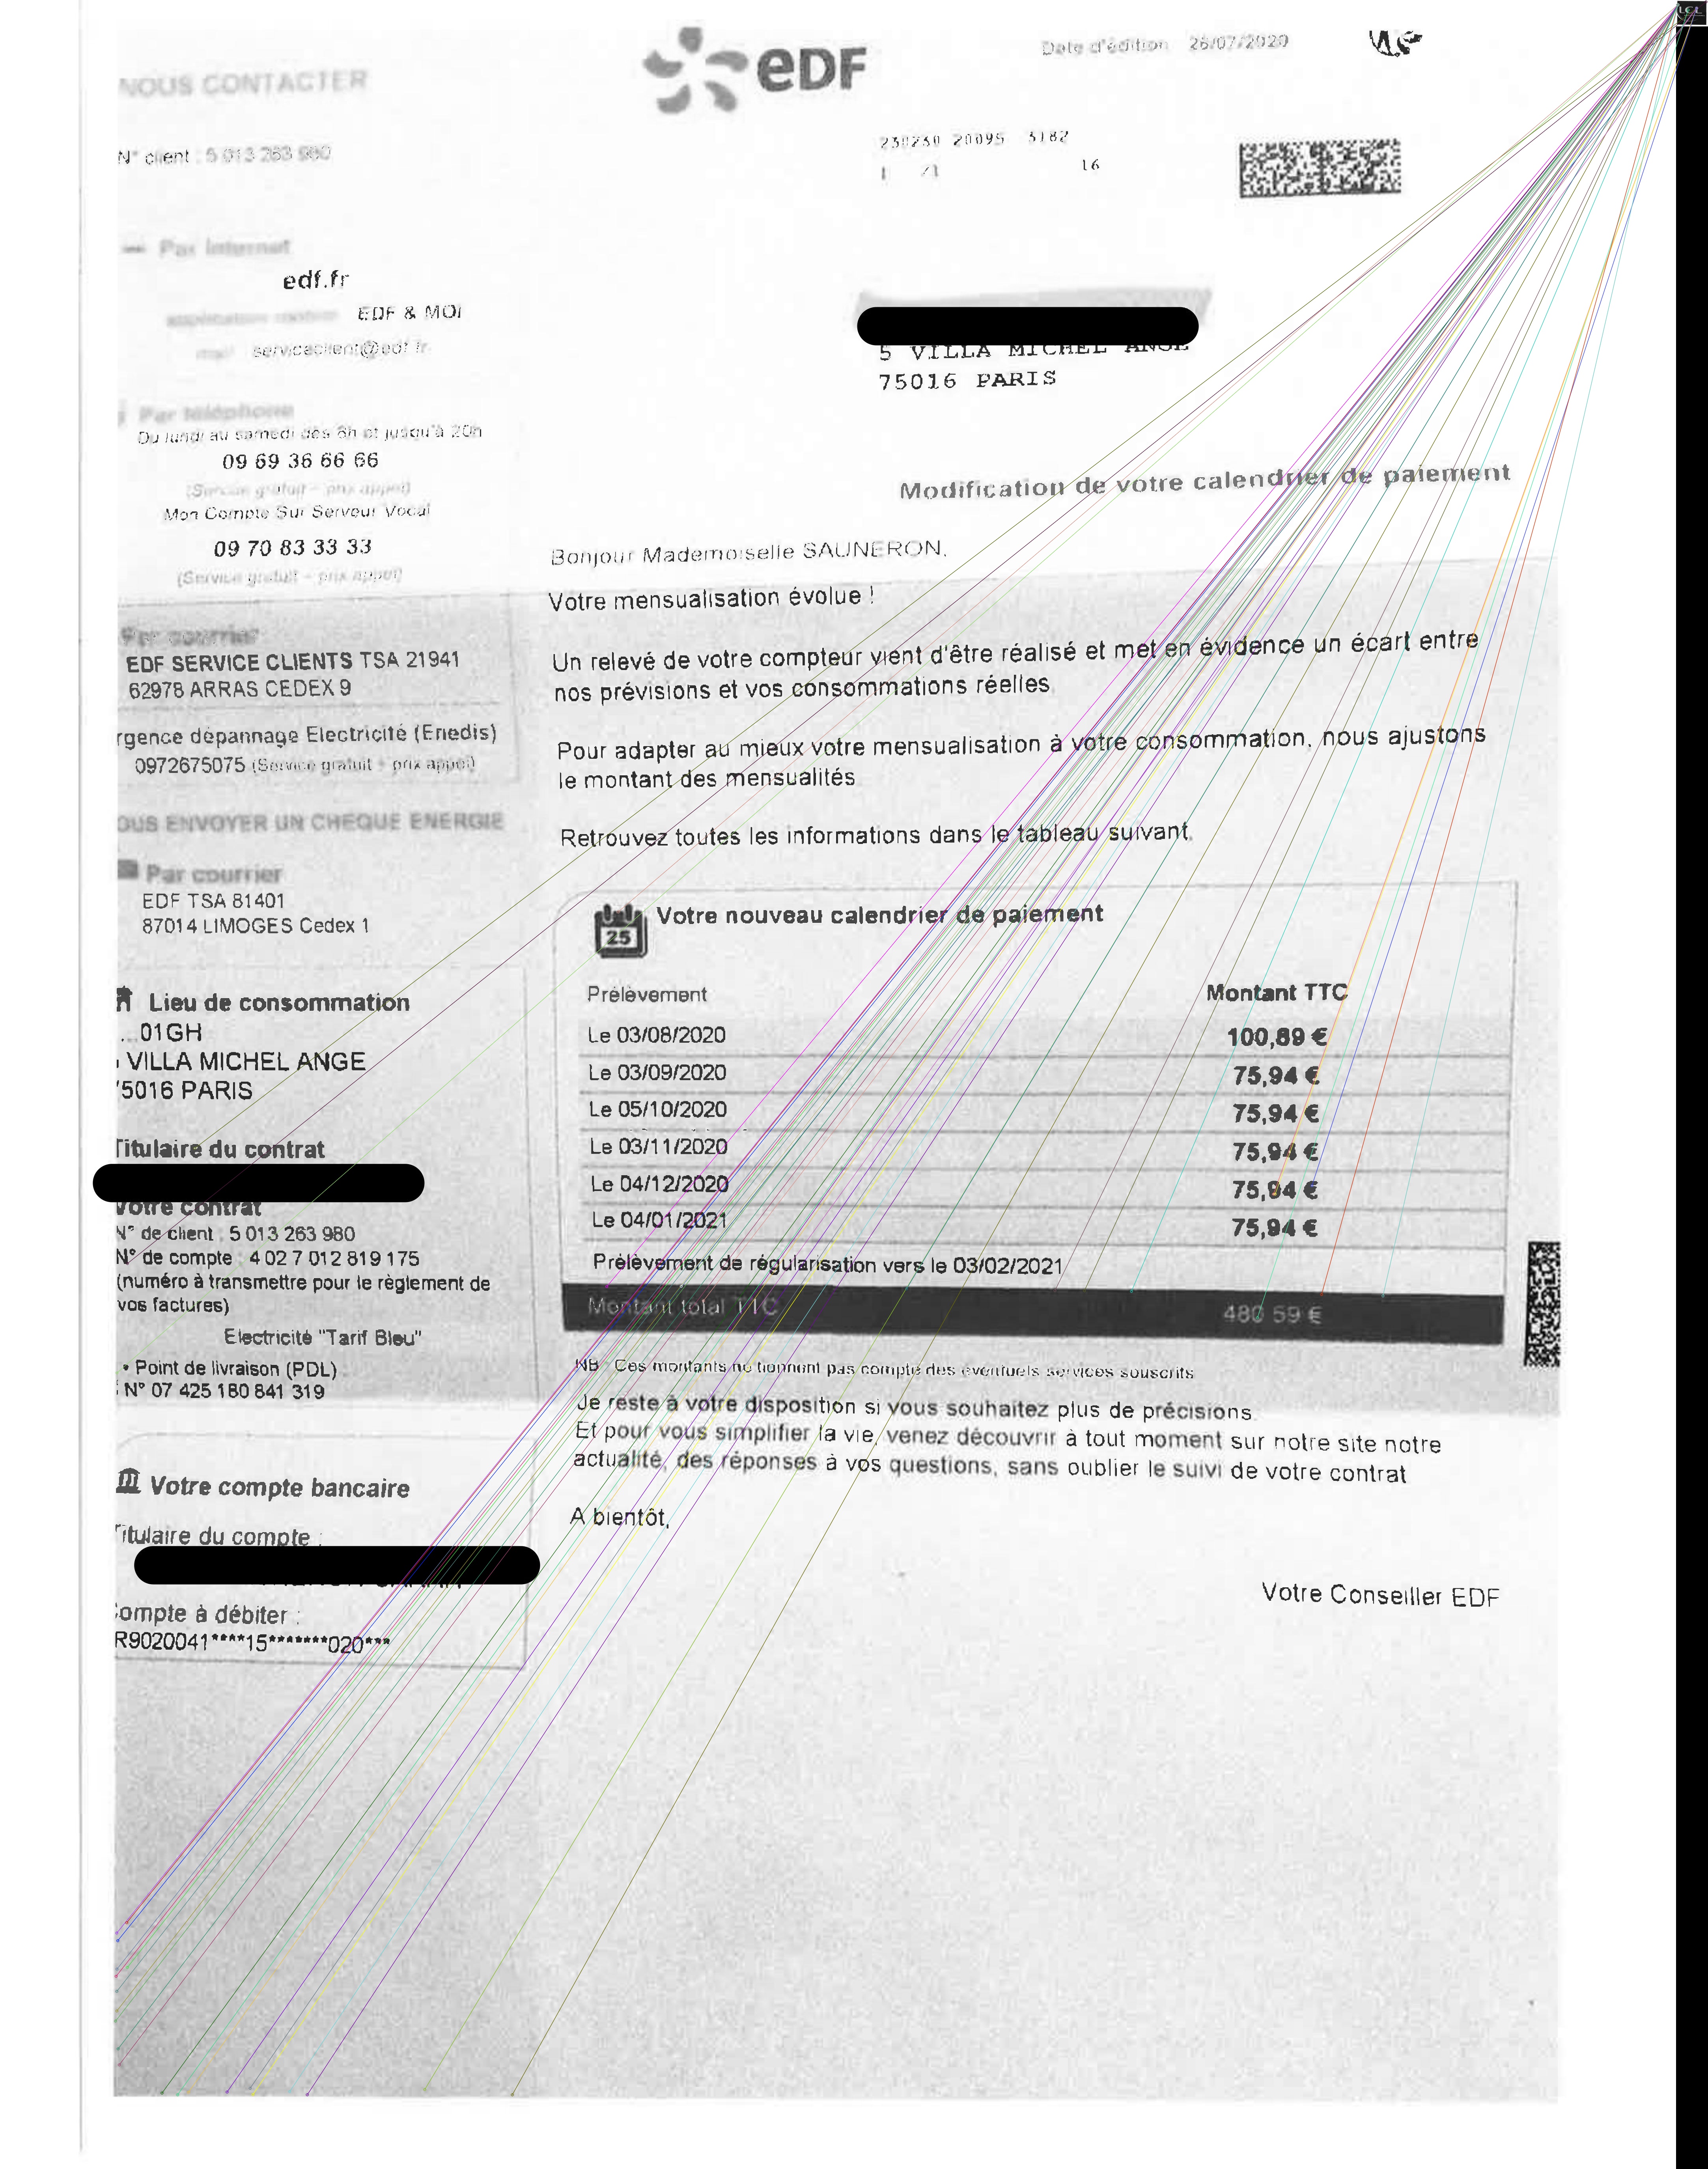 LCL
eDF
Date d'édition 26/07/2020
NOUS CONTACTER
N° client : 5 013 263 980
230230 20095 3182
1 /1 16
Par Internet
edf.fr
application mobile EDF & MOI
mail serviceclient@edf.fr
5 VILLA MICHEL ANGE
75016 PARIS
Par téléphone
Du lundi au samedi dès 8h et jusqu'à 20h
09 69 36 66 66
(Service gratuit - prix appel)
Mon Compte Sur Serveur Vocal
09 70 83 33 33
(Service gratuit - prix appel)
Par courrier
EDF SERVICE CLIENTS TSA 21941
62978 ARRAS CEDEX 9
rgence dépannage Electricité (Enedis)
0972675075 (Service gratuit - prix appel)
OUS ENVOYER UN CHEQUE ENERGIE
Par courrier
EDF TSA 81401
87014 LIMOGES Cedex 1
Lieu de consommation
...01GH
VILLA MICHEL ANGE
75016 PARIS
Titulaire du contrat
Votre contrat
N° de client : 5 013 263 980
N° de compte : 4 02 7 012 819 175
(numéro à transmettre pour le règlement de
vos factures)
Electricité "Tarif Bleu"
• Point de livraison (PDL)
N° 07 425 180 841 319
Votre compte bancaire
Titulaire du compte :
Compte à débiter :
R9020041****15*******020***
Modification de votre calendrier de paiement
Bonjour Mademoiselle SAUNERON,
Votre mensualisation évolue !
Un relevé de votre compteur vient d'être réalisé et met en évidence un écart entre
nos prévisions et vos consommations réelles.
Pour adapter au mieux votre mensualisation à votre consommation, nous ajustons
le montant des mensualités
Retrouvez toutes les informations dans le tableau suivant.
25
Votre nouveau calendrier de paiement
Prélèvement Montant TTC
Le 03/08/2020 100,89 €
Le 03/09/2020 75,94 €
Le 05/10/2020 75,94 €
Le 03/11/2020 75,94 €
Le 04/12/2020 75,94 €
Le 04/01/2021 75,94 €
Prélèvement de régularisation vers le 03/02/2021
Montant total TTC 480 59 €
NB : Ces montants ne tiennent pas compte des éventuels services souscrits
Je reste à votre disposition si vous souhaitez plus de précisions.
Et pour vous simplifier la vie, venez découvrir à tout moment sur notre site notre
actualité, des réponses à vos questions, sans oublier le suivi de votre contrat
A bientôt,
Votre Conseiller EDF